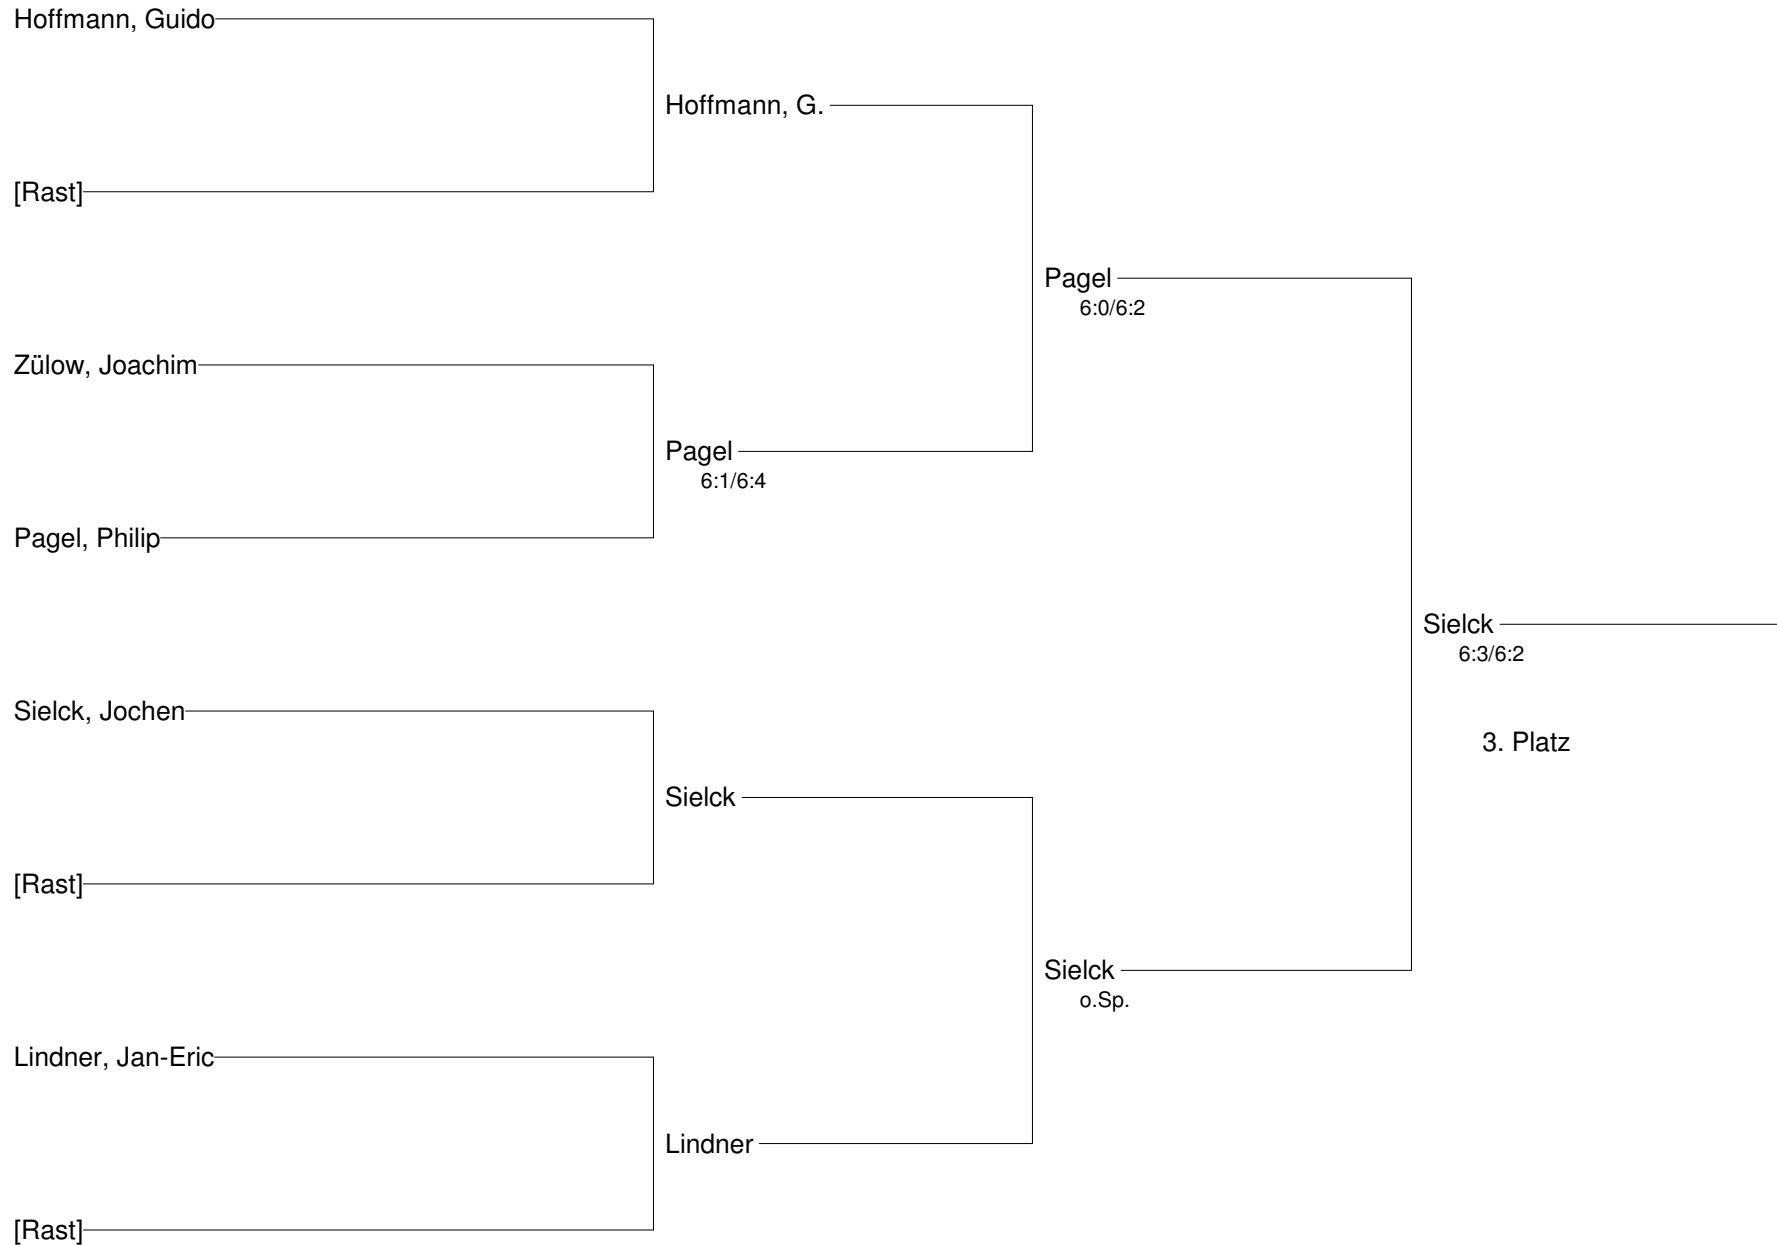 Hoffmann, Guido
Hoffmann, G.
[Rast]
Pagel
6:0/6:2
Zülow, Joachim
Pagel
6:1/6:4
Pagel, Philip
Sielck
6:3/6:2
Sielck, Jochen
3. Platz
Sielck
[Rast]
Sielck
o.Sp.
Lindner, Jan-Eric
Lindner
[Rast]